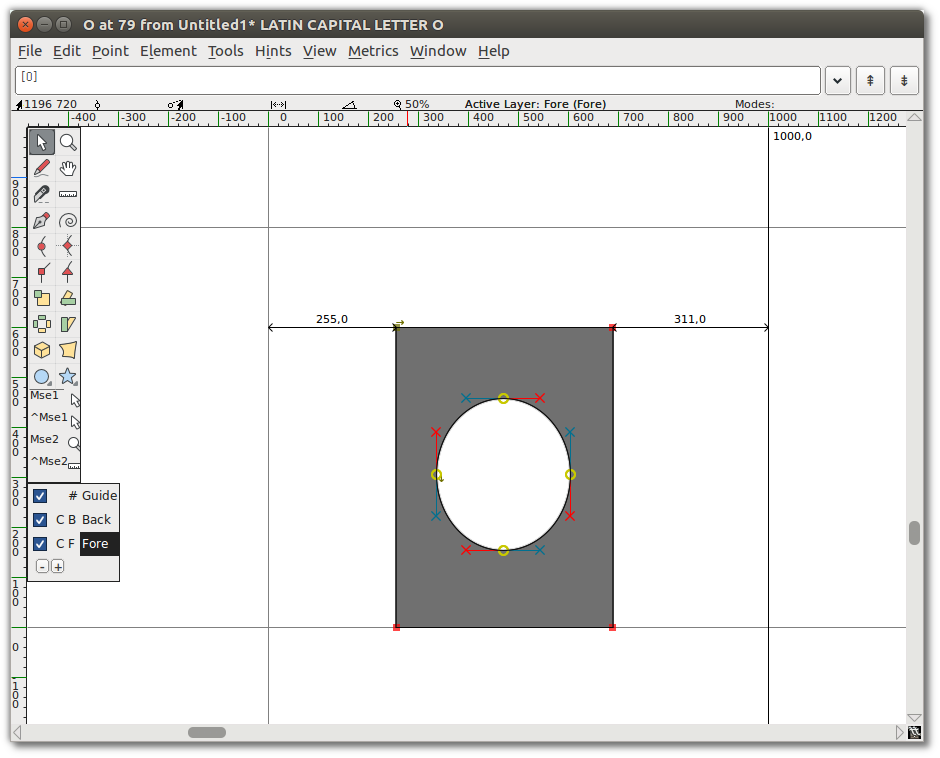 O at 79 from Untitled1* LATIN CAPITAL LETTER O
File Edit Point Element Tools Hints View Metrics Window Help
[O]
1196 720 50% Active Layer: Fore (Fore) Modes:
-400 -300 -200 -100 0 100 200 300 400 500 600 700 800 900 1000 1100 1200
1000,0
900
800
700
255,0 311,0
600
500
Mse1
^Mse1
400
Mse2
^Mse2
300
# Guide
C B Back
200
C F Fore
- +
100
0
-100